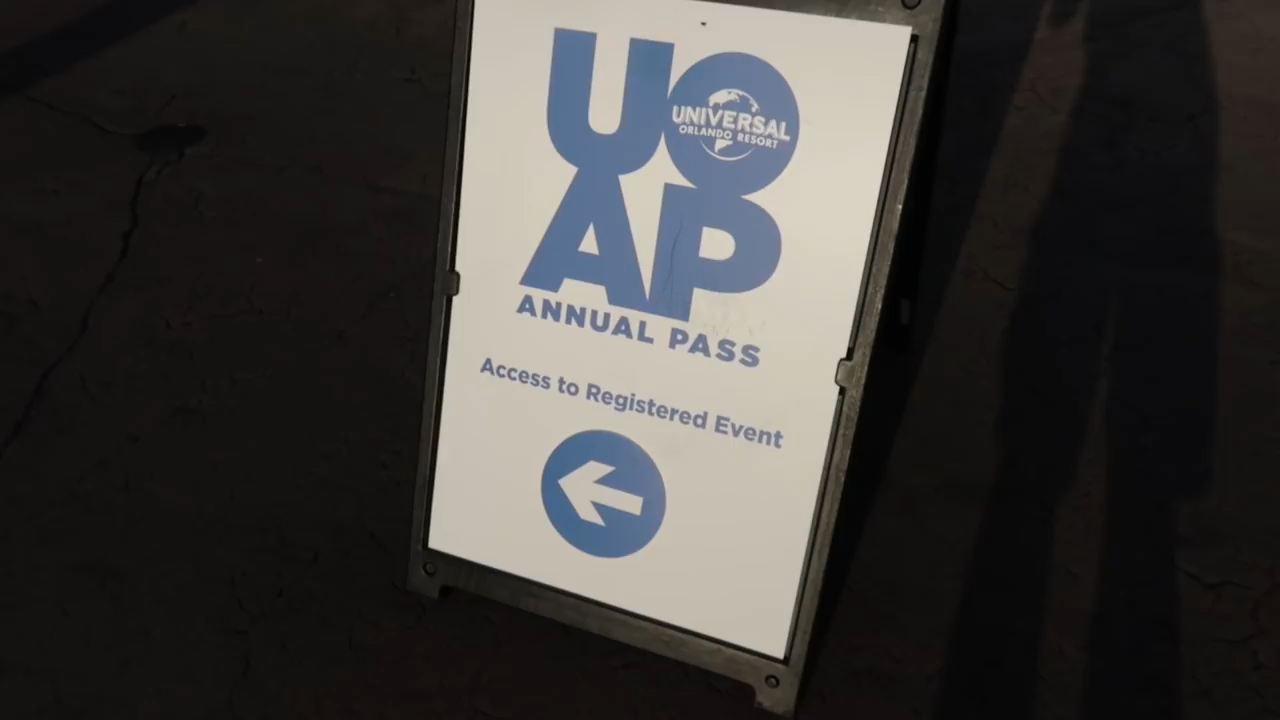 UO
UNIVERSAL
ORLANDO RESORT
AP
ANNUAL PASS
Access to Registered Event